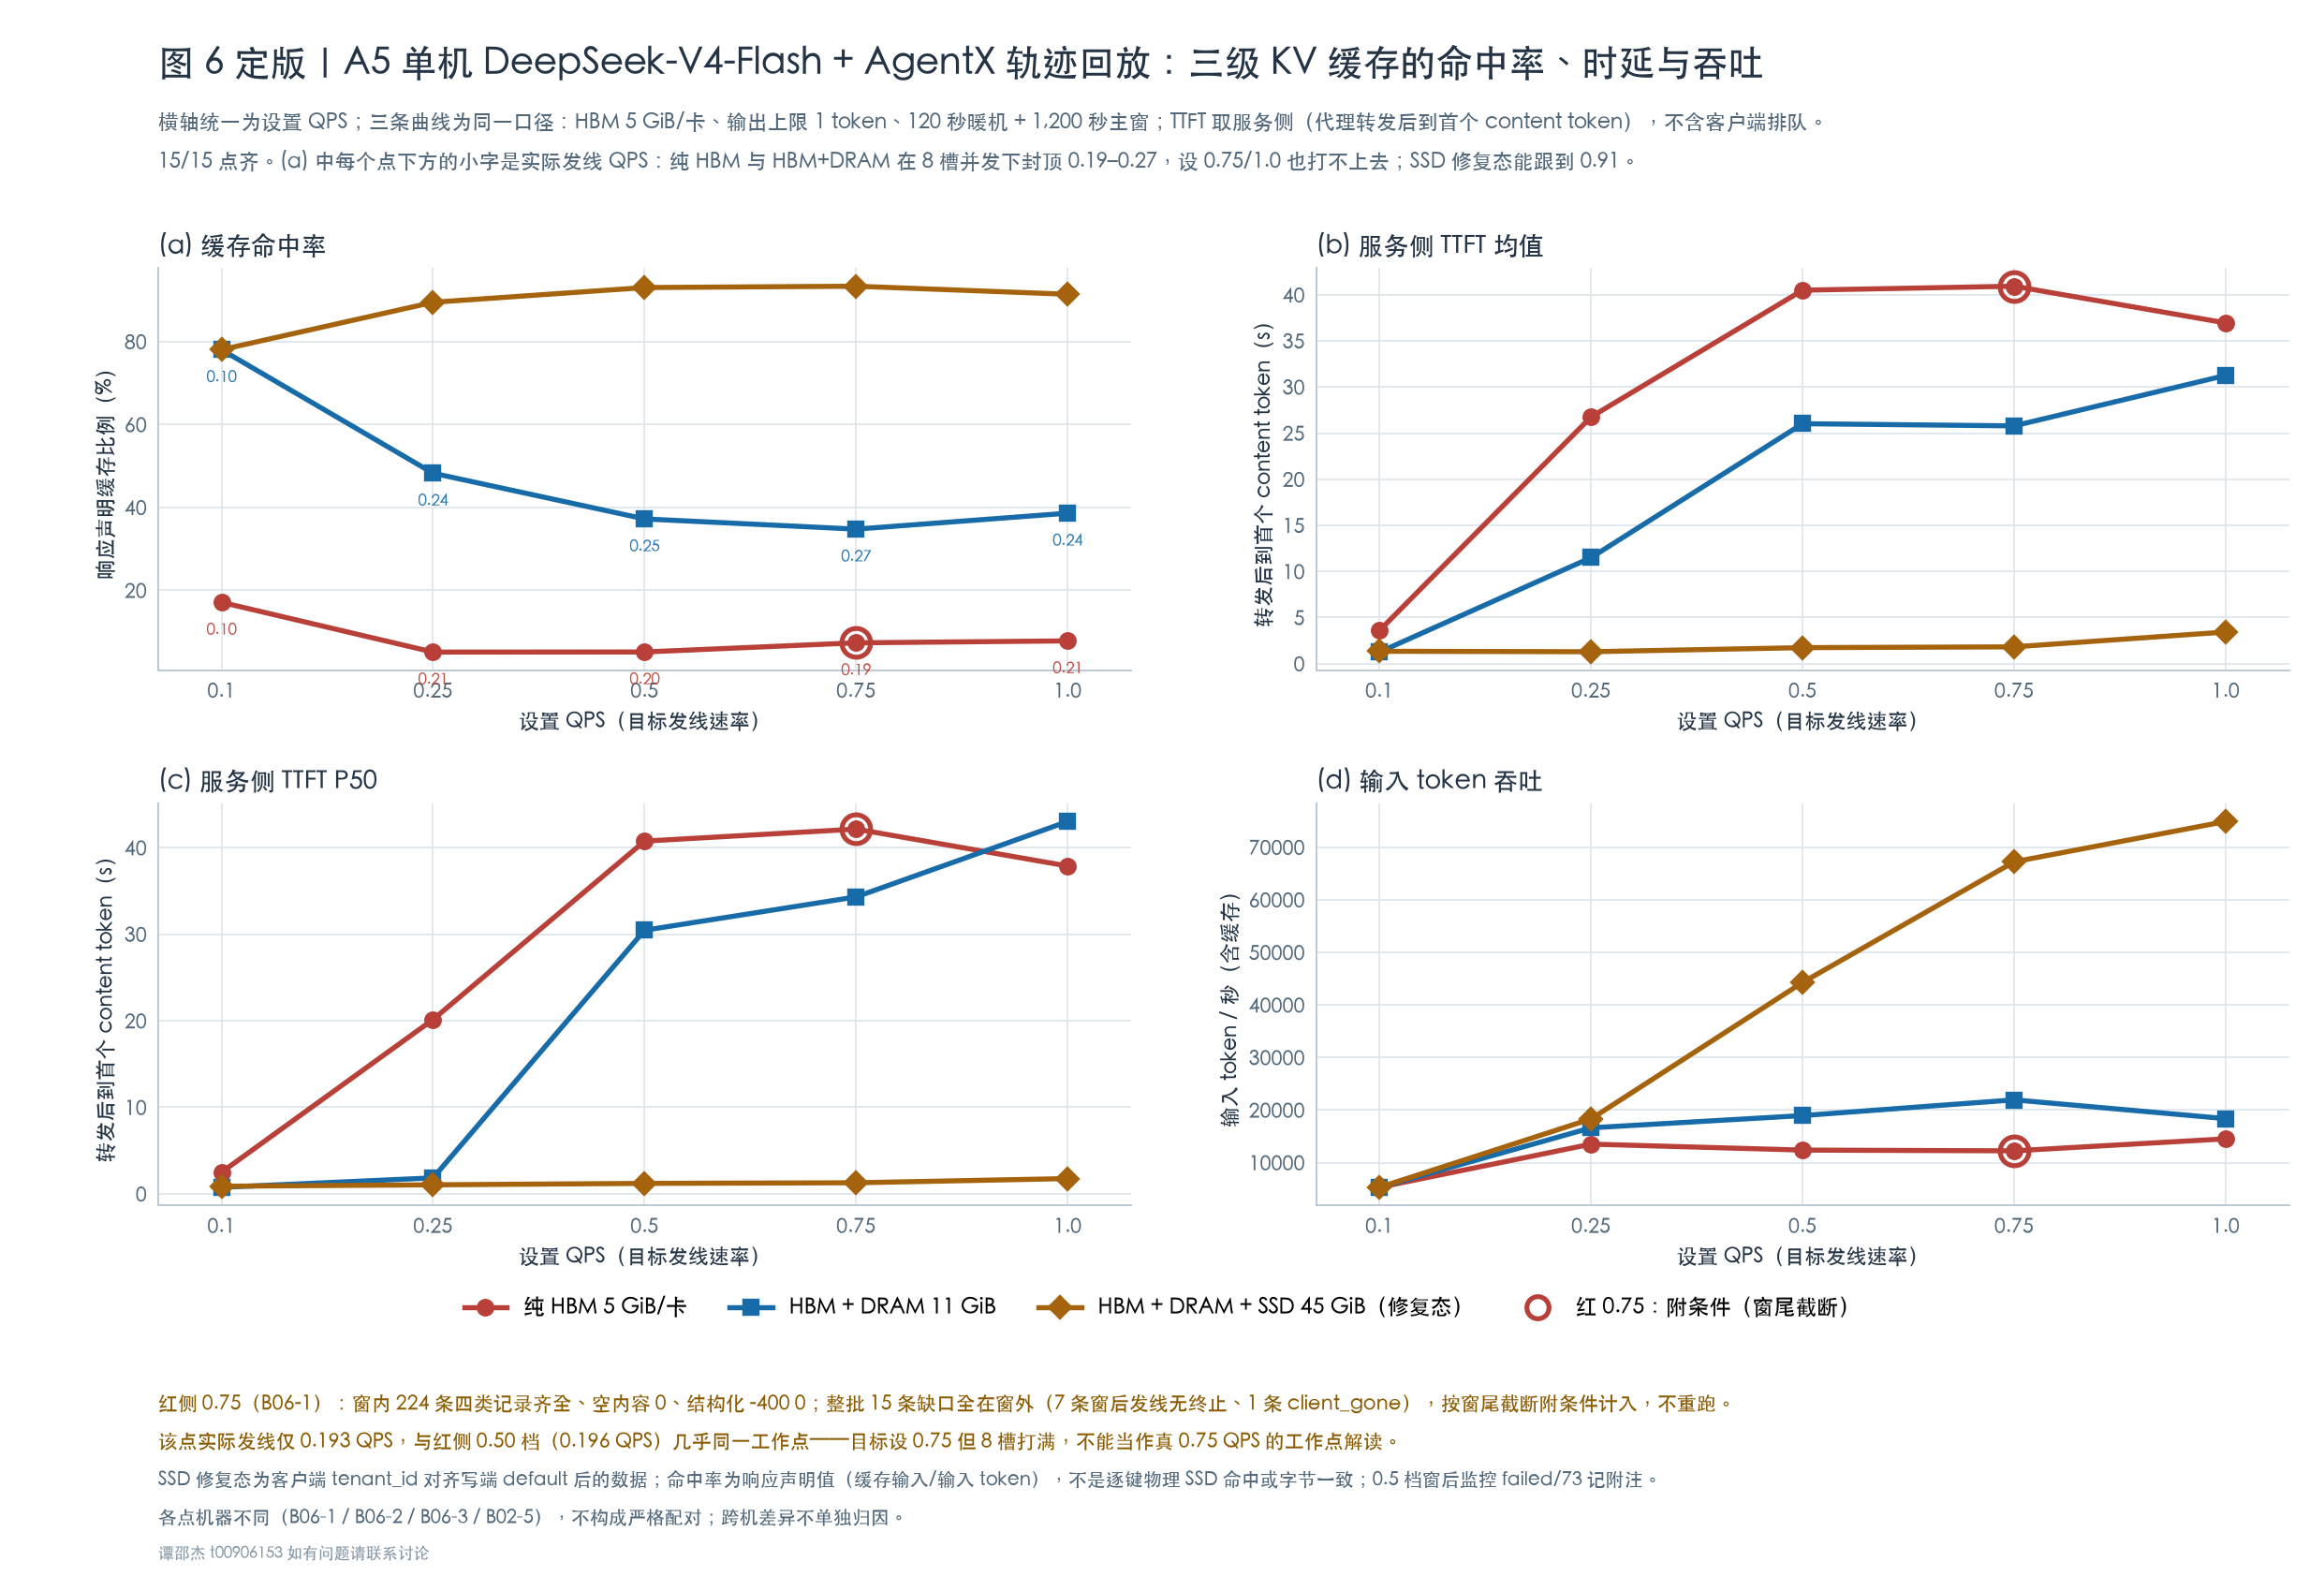 图 6 定版丨A5 单机 DeepSeek-V4-Flash + AgentX 轨迹回放：三级 KV 缓存的命中率、时延与吞吐
横轴统一为设置 QPS；三条曲线为同一口径：HBM 5 GiB/卡、输出上限 1 token、120 秒暖机 + 1,200 秒主窗；TTFT 取服务侧（代理转发后到首个 content token），不含客户端排队。
15/15 点齐。(a) 中每个点下方的小字是实际发线 QPS：纯 HBM 与 HBM+DRAM 在 8 槽并发下封顶 0.19–0.27，设 0.75/1.0 也打不上去；SSD 修复态能跟到 0.91。
(a) 缓存命中率
响应声明缓存比例（%）
80
60
40
20
0.10
0.24
0.25
0.27
0.24
0.10
0.21
0.20
0.19
0.21
0.1
0.25
0.5
0.75
1.0
设置 QPS（目标发线速率）
(b) 服务侧 TTFT 均值
转发后到首个 content token（s）
40
35
30
25
20
15
10
5
0
0.1
0.25
0.5
0.75
1.0
设置 QPS（目标发线速率）
(c) 服务侧 TTFT P50
转发后到首个 content token（s）
40
30
20
10
0
0.1
0.25
0.5
0.75
1.0
设置 QPS（目标发线速率）
(d) 输入 token 吞吐
输入 token / 秒（含缓存）
70000
60000
50000
40000
30000
20000
10000
0.1
0.25
0.5
0.75
1.0
设置 QPS（目标发线速率）
纯 HBM 5 GiB/卡
HBM + DRAM 11 GiB
HBM + DRAM + SSD 45 GiB（修复态）
红 0.75：附条件（窗尾截断）
红侧 0.75（B06-1）：窗内 224 条四类记录齐全、空内容 0、结构化 -400 0；整批 15 条缺口全在窗外（7 条窗后发线无终止、1 条 client_gone），按窗尾截断附条件计入，不重跑。
该点实际发线仅 0.193 QPS，与红侧 0.50 档（0.196 QPS）几乎同一工作点——目标设 0.75 但 8 槽打满，不能当作真 0.75 QPS 的工作点解读。
SSD 修复态为客户端 tenant_id 对齐写端 default 后的数据；命中率为响应声明值（缓存输入/输入 token），不是逐键物理 SSD 命中或字节一致；0.5 档窗后监控 failed/73 记附注。
各点机器不同（B06-1 / B06-2 / B06-3 / B02-5），不构成严格配对；跨机差异不单独归因。
谭邵杰 t00906153 如有问题请联系讨论